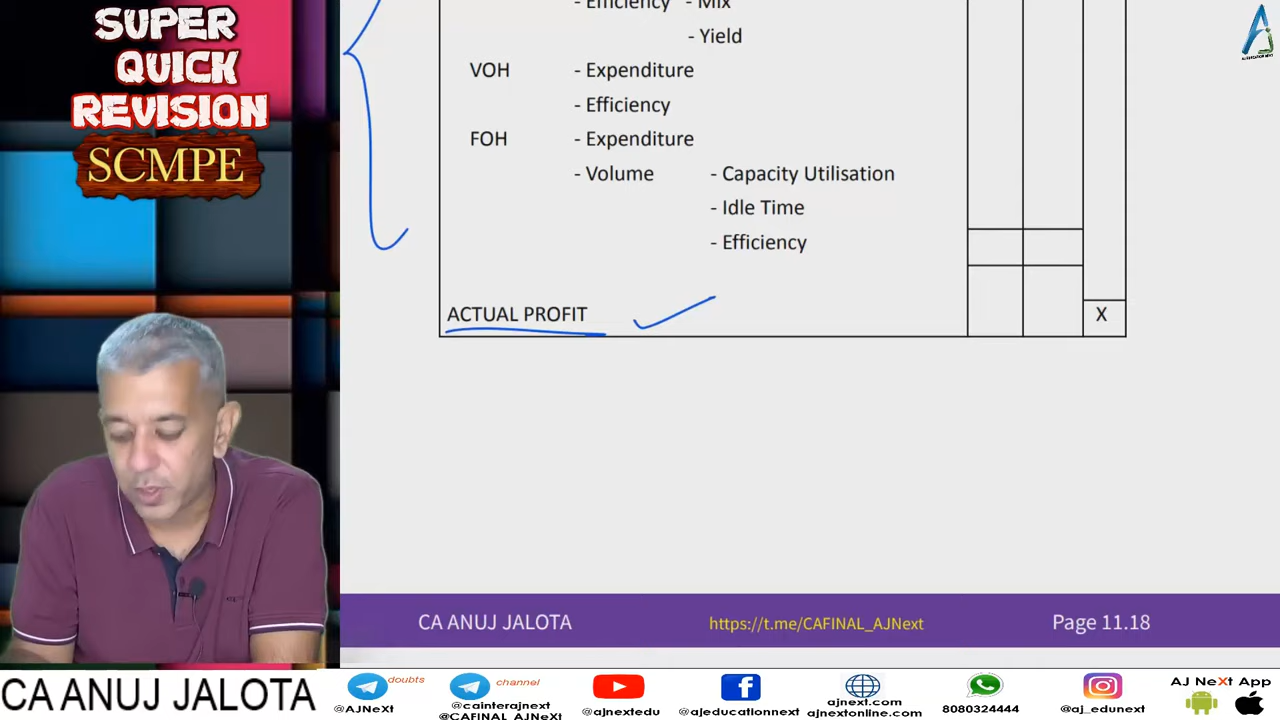 SUPER
QUICK
REVISION
SCMPE
- Efficiency - Mix
- Yield
VOH - Expenditure
- Efficiency
FOH - Expenditure
- Volume - Capacity Utilisation
- Idle Time
- Efficiency
ACTUAL PROFIT X
CA ANUJ JALOTA https://t.me/CAFINAL_AJNext Page 11.18
CA ANUJ JALOTA
doubts
@AJNeXt
channel
@cainterajnext
@CAFINAL_AJNeXt
@ajnextedu
@ajeducationnext
ajnext.com
ajnextonline.com
8080324444
@aj_edunext
AJ NeXt App